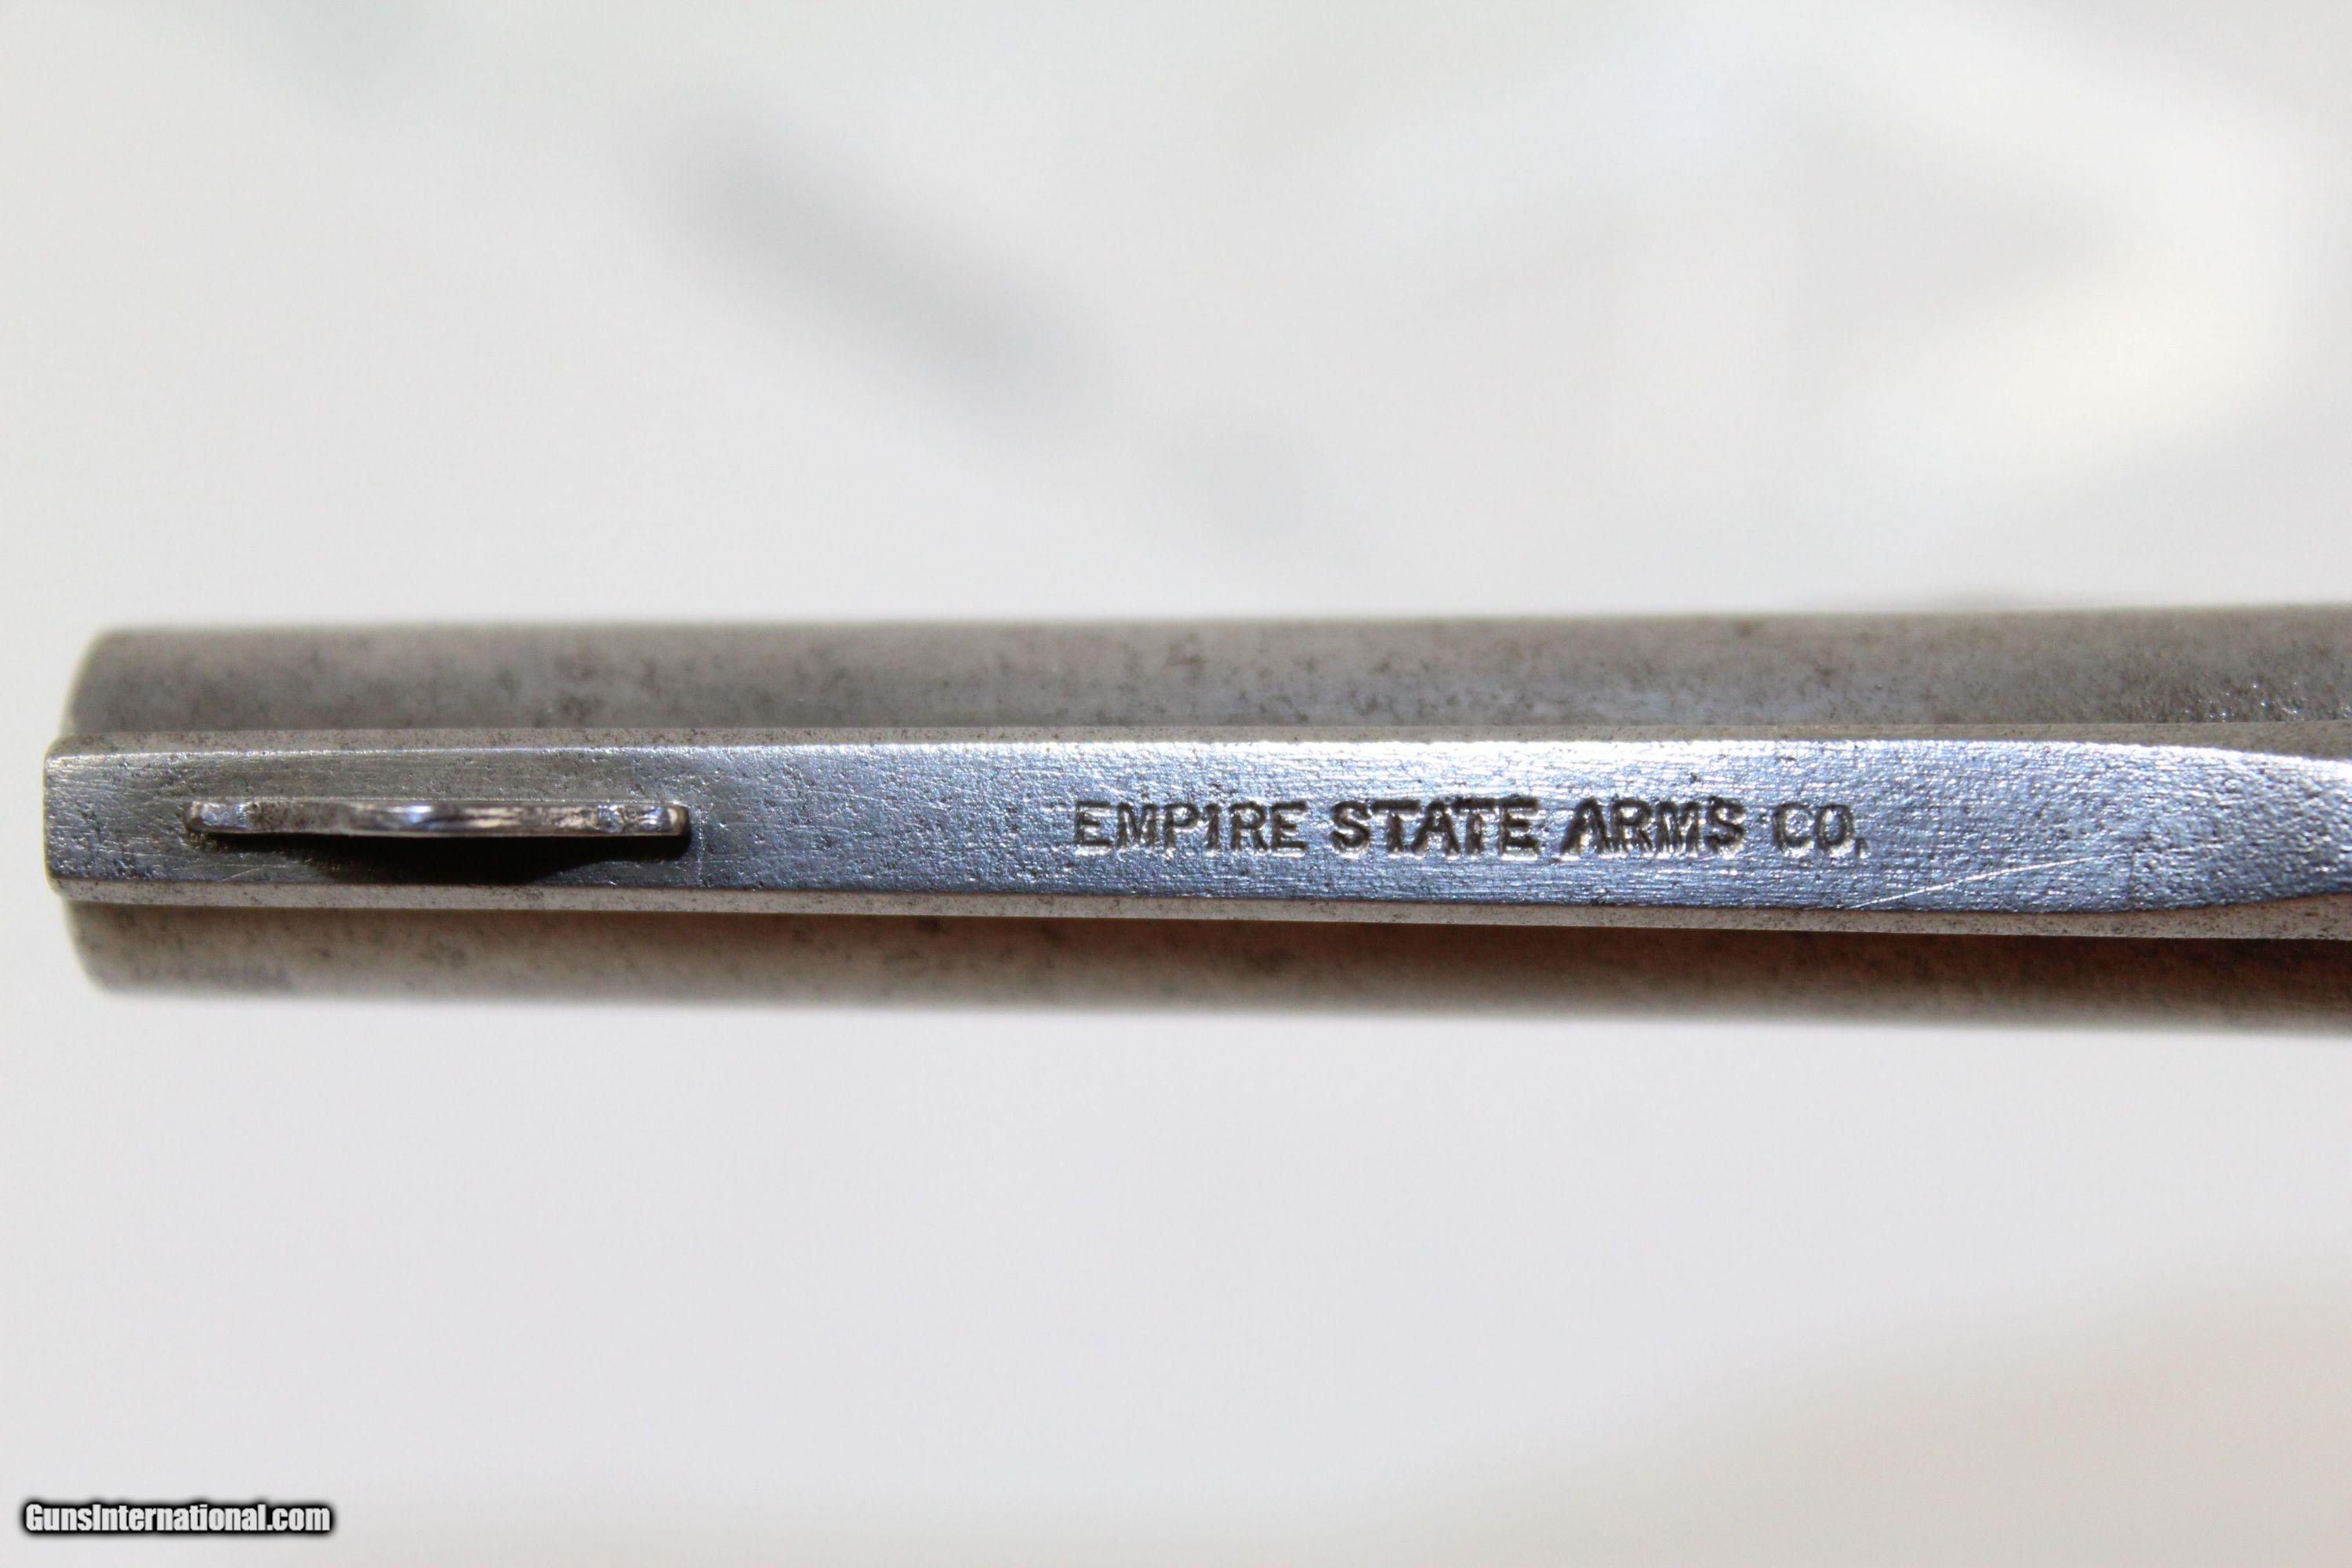 EMPIRE STATE ARMS CO.
GunsInternational.com